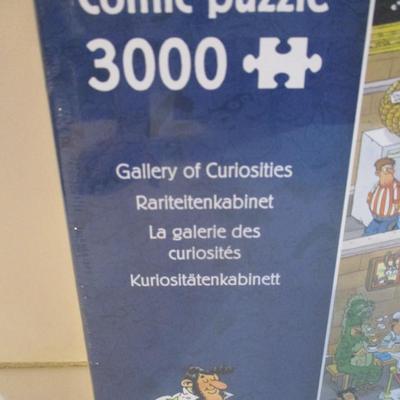 comic puzzle
3000
Gallery of Curiosities
Rariteitenkabinet
La galerie des
curiosités
Kuriositätenkabinett